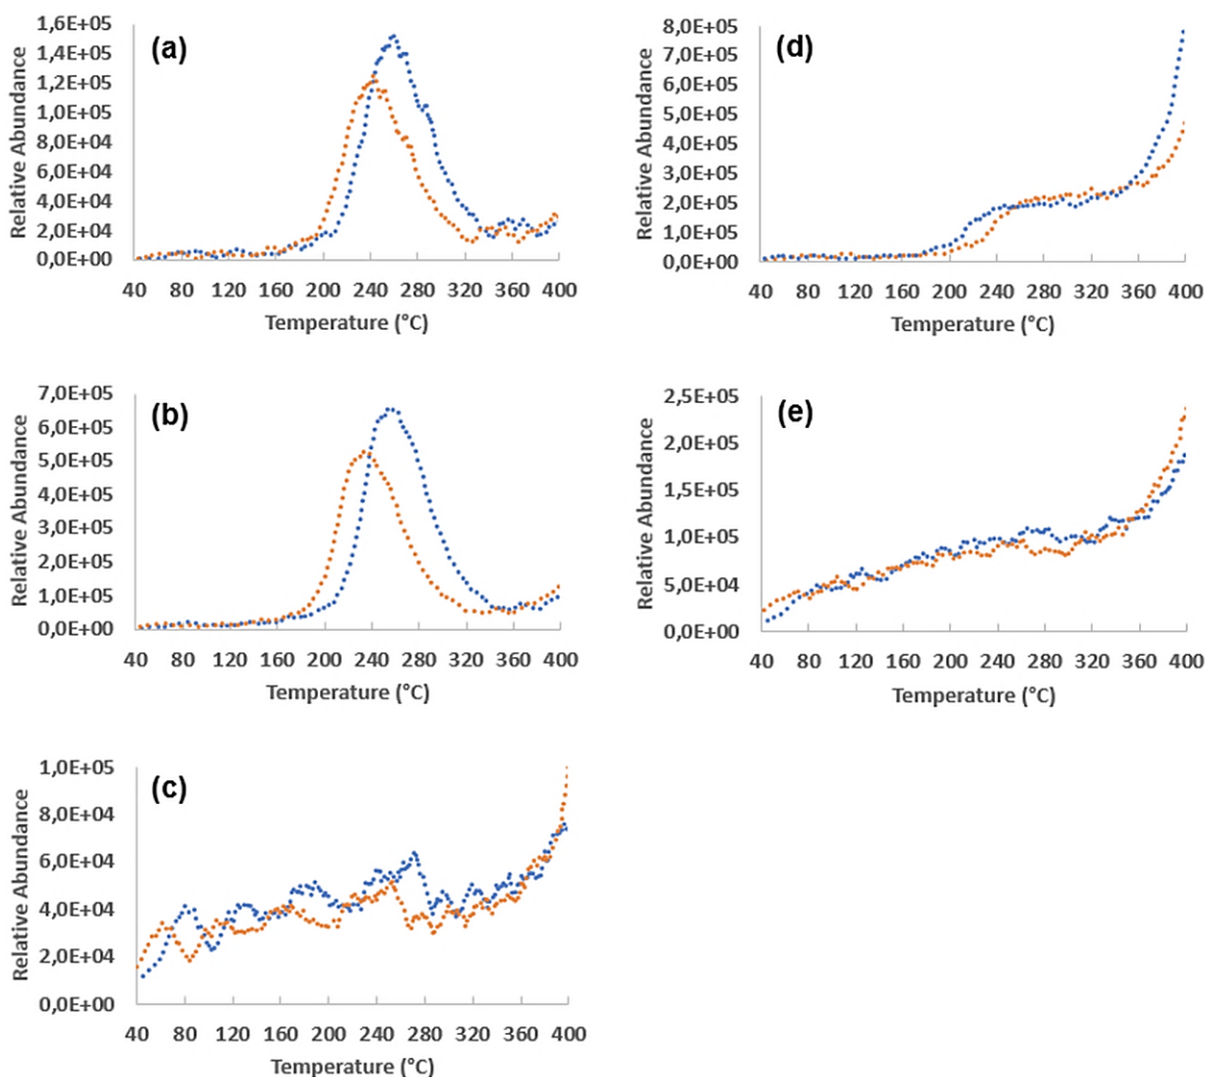 (a)
Relative Abundance
1,6E+05
1,4E+05
1,2E+05
1,0E+05
8,0E+04
6,0E+04
4,0E+04
2,0E+04
0,0E+00
40 80 120 160 200 240 280 320 360 400
Temperature (°C)
(d)
Relative Abundance
8,0E+05
7,0E+05
6,0E+05
5,0E+05
4,0E+05
3,0E+05
2,0E+05
1,0E+05
0,0E+00
40 80 120 160 200 240 280 320 360 400
Temperature (°C)
(b)
Relative Abundance
7,0E+05
6,0E+05
5,0E+05
4,0E+05
3,0E+05
2,0E+05
1,0E+05
0,0E+00
40 80 120 160 200 240 280 320 360 400
Temperature (°C)
(e)
Relative Abundance
2,5E+05
2,0E+05
1,5E+05
1,0E+05
5,0E+04
0,0E+00
40 80 120 160 200 240 280 320 360 400
Temperature (°C)
(c)
Relative Abundance
1,0E+05
8,0E+04
6,0E+04
4,0E+04
2,0E+04
0,0E+00
40 80 120 160 200 240 280 320 360 400
Temperature (°C)